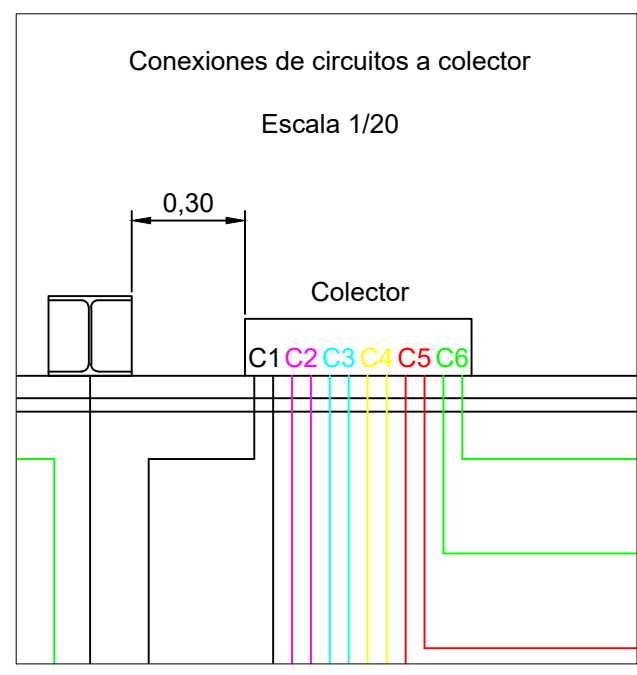 Conexiones de circuitos a colector
Escala 1/20
0,30
Colector
C1 C2 C3 C4 C5 C6